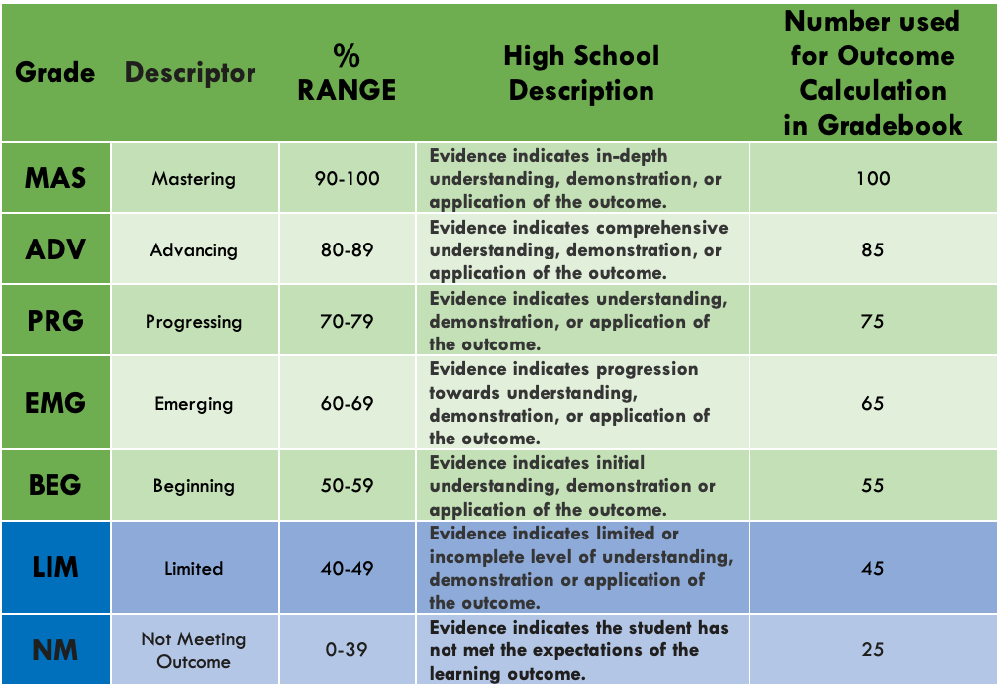 Grade
Descriptor
%
RANGE
High School
Description
Number used
for Outcome
Calculation
in Gradebook
MAS
Mastering
90-100
Evidence indicates in-depth
understanding, demonstration, or
application of the outcome.
100
ADV
Advancing
80-89
Evidence indicates comprehensive
understanding, demonstration, or
application of the outcome.
85
PRG
Progressing
70-79
Evidence indicates understanding,
demonstration, or application of
the outcome.
75
EMG
Emerging
60-69
Evidence indicates progression
towards understanding,
demonstration, or application of
the outcome.
65
BEG
Beginning
50-59
Evidence indicates initial
understanding, demonstration or
application of the outcome.
55
LIM
Limited
40-49
Evidence indicates limited or
incomplete level of understanding,
demonstration or application of
the outcome.
45
NM
Not Meeting
Outcome
0-39
Evidence indicates the student has
not met the expectations of the
learning outcome.
25